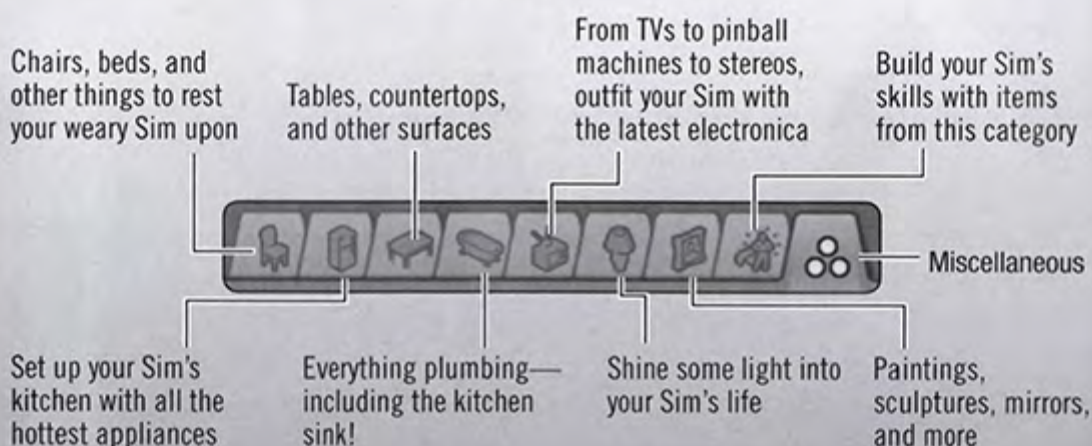 Chairs, beds, and
other things to rest
your weary Sim upon
Tables, countertops,
and other surfaces
From TVs to pinball
machines to stereos,
outfit your Sim with
the latest electronica
Build your Sim's
skills with items
from this category
Miscellaneous
Set up your Sim's
kitchen with all the
hottest appliances
Everything plumbing—
including the kitchen
sink!
Shine some light into
your Sim's life
Paintings,
sculptures, mirrors,
and more